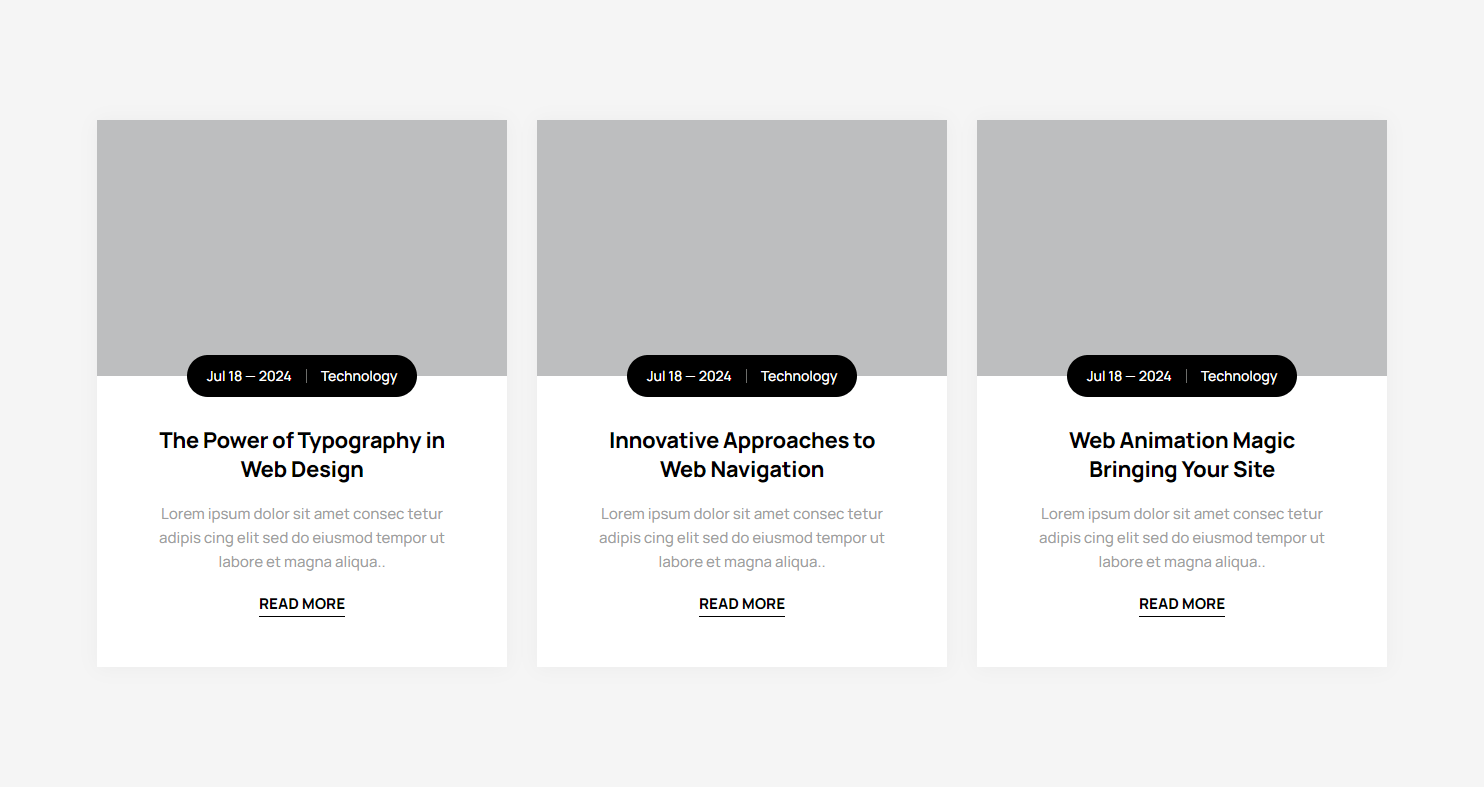 Jul 18 — 2024 | Technology
The Power of Typography in
Web Design
Lorem ipsum dolor sit amet consec tetur
adipis cing elit sed do eiusmod tempor ut
labore et magna aliqua..
READ MORE
Jul 18 — 2024 | Technology
Innovative Approaches to
Web Navigation
Lorem ipsum dolor sit amet consec tetur
adipis cing elit sed do eiusmod tempor ut
labore et magna aliqua..
READ MORE
Jul 18 — 2024 | Technology
Web Animation Magic
Bringing Your Site
Lorem ipsum dolor sit amet consec tetur
adipis cing elit sed do eiusmod tempor ut
labore et magna aliqua..
READ MORE